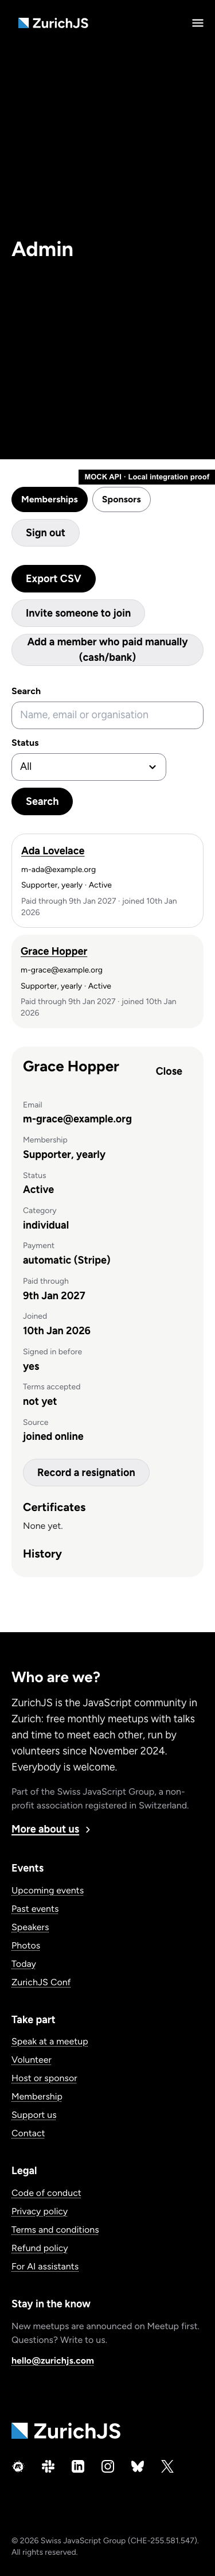 ZurichJS
Admin
MOCK API · Local integration proof
Memberships
Sponsors
Sign out
Export CSV
Invite someone to join
Add a member who paid manually
(cash/bank)
Search
Name, email or organisation
Status
All
Search
Ada Lovelace
m-ada@example.org
Supporter, yearly · Active
Paid through 9th Jan 2027 · joined 10th Jan
2026
Grace Hopper
m-grace@example.org
Supporter, yearly · Active
Paid through 9th Jan 2027 · joined 10th Jan
2026
Grace Hopper
Close
Email
m-grace@example.org
Membership
Supporter, yearly
Status
Active
Category
individual
Payment
automatic (Stripe)
Paid through
9th Jan 2027
Joined
10th Jan 2026
Signed in before
yes
Terms accepted
not yet
Source
joined online
Record a resignation
Certificates
None yet.
History
Who are we?
ZurichJS is the JavaScript community in
Zurich: free monthly meetups with talks
and time to meet each other, run by
volunteers since November 2024.
Everybody is welcome.
Part of the Swiss JavaScript Group, a non-
profit association registered in Switzerland.
More about us
Events
Upcoming events
Past events
Speakers
Photos
Today
ZurichJS Conf
Take part
Speak at a meetup
Volunteer
Host or sponsor
Membership
Support us
Contact
Legal
Code of conduct
Privacy policy
Terms and conditions
Refund policy
For AI assistants
Stay in the know
New meetups are announced on Meetup first.
Questions? Write to us.
hello@zurichjs.com
ZurichJS
© 2026 Swiss JavaScript Group (CHE-255.581.547).
All rights reserved.